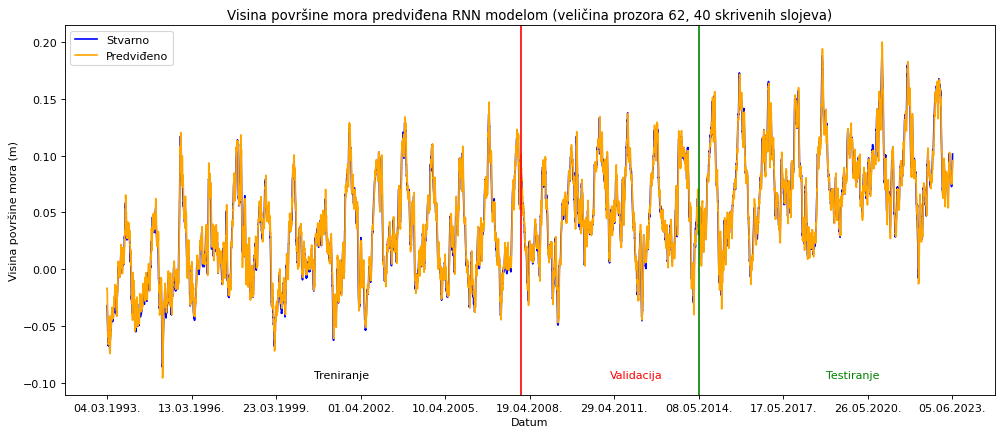 Visina površine mora predviđena RNN modelom (veličina prozora 62, 40 skrivenih slojeva)
Stvarno
Predviđeno
Visina površine mora (m)
0.20
0.15
0.10
0.05
0.00
−0.05
−0.10
Treniranje
Validacija
Testiranje
04.03.1993.
13.03.1996.
23.03.1999.
01.04.2002.
10.04.2005.
19.04.2008.
29.04.2011.
08.05.2014.
17.05.2017.
26.05.2020.
05.06.2023.
Datum